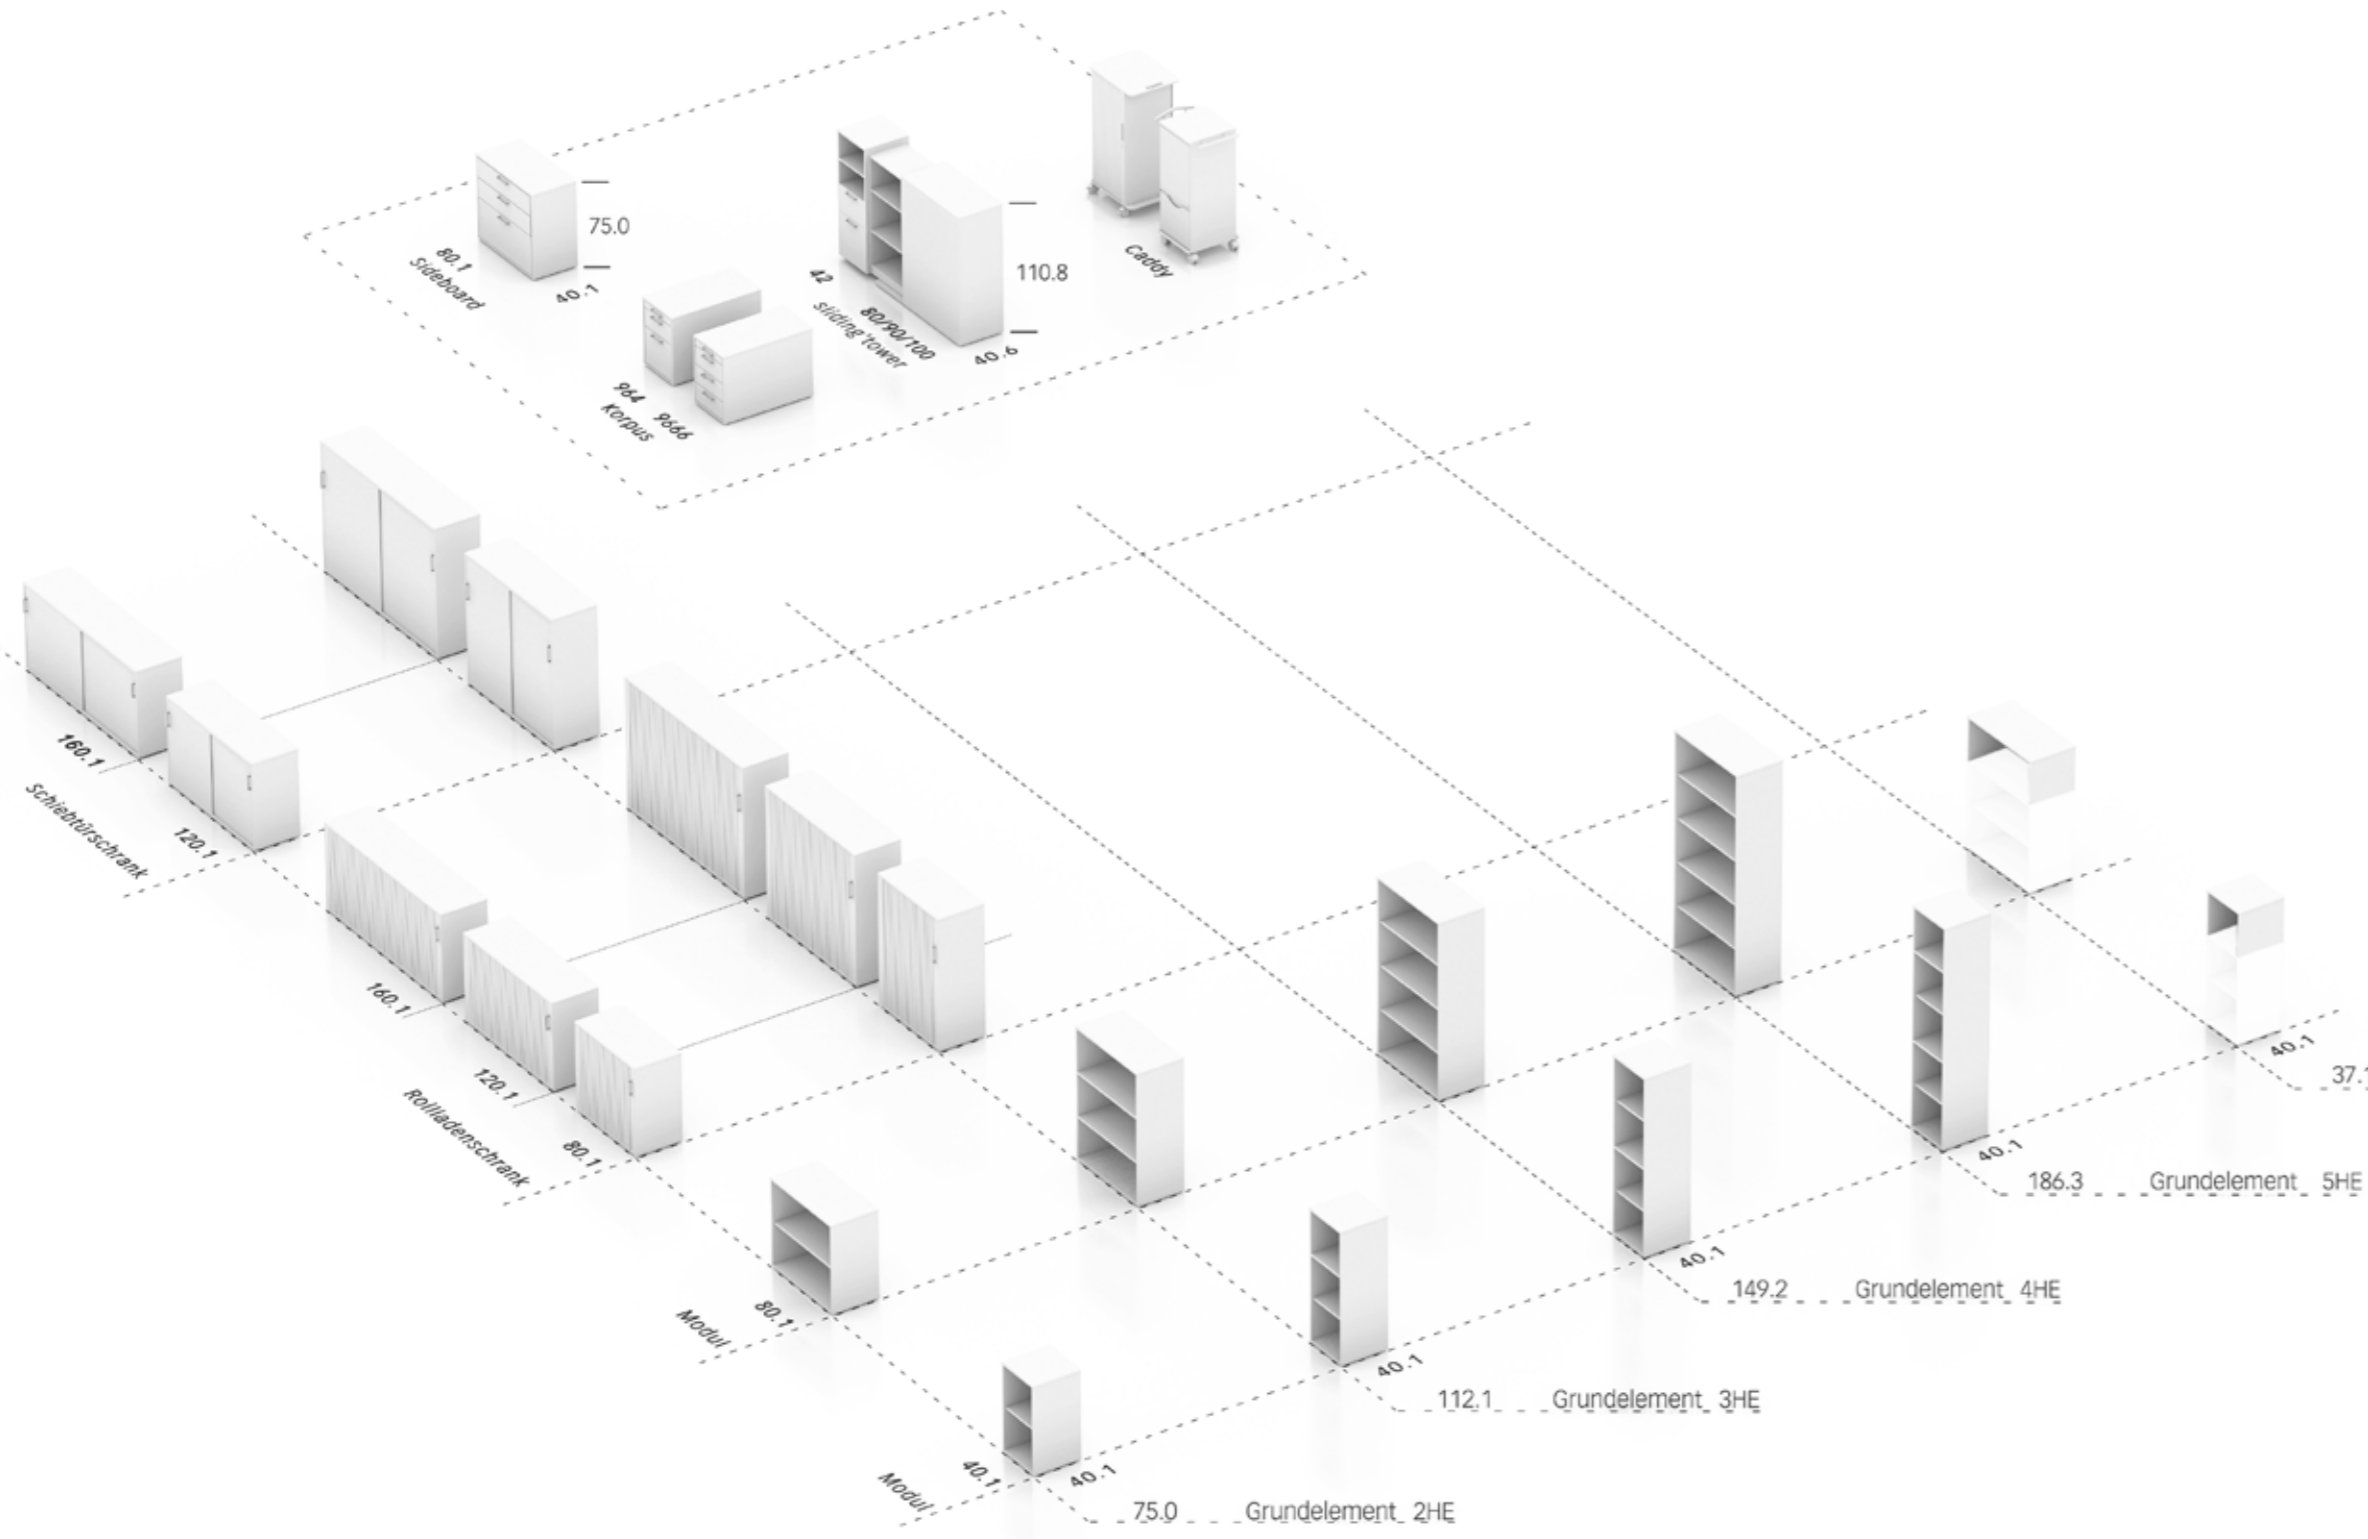 75.0
80.1
Sideboard
40.1
110.8
42
80/90/100
sliding tower
40.6
Caddy
964 9666
Korpus
160.1
Schiebtürschrank
120.1
160.1
120.1
Rollladenschrank
80.1
80.1
Modul
40.1
40.1
Modul
75.0 Grundelement 2HE
40.1
112.1 Grundelement 3HE
40.1
149.2 Grundelement 4HE
40.1
186.3 Grundelement 5HE
40.1